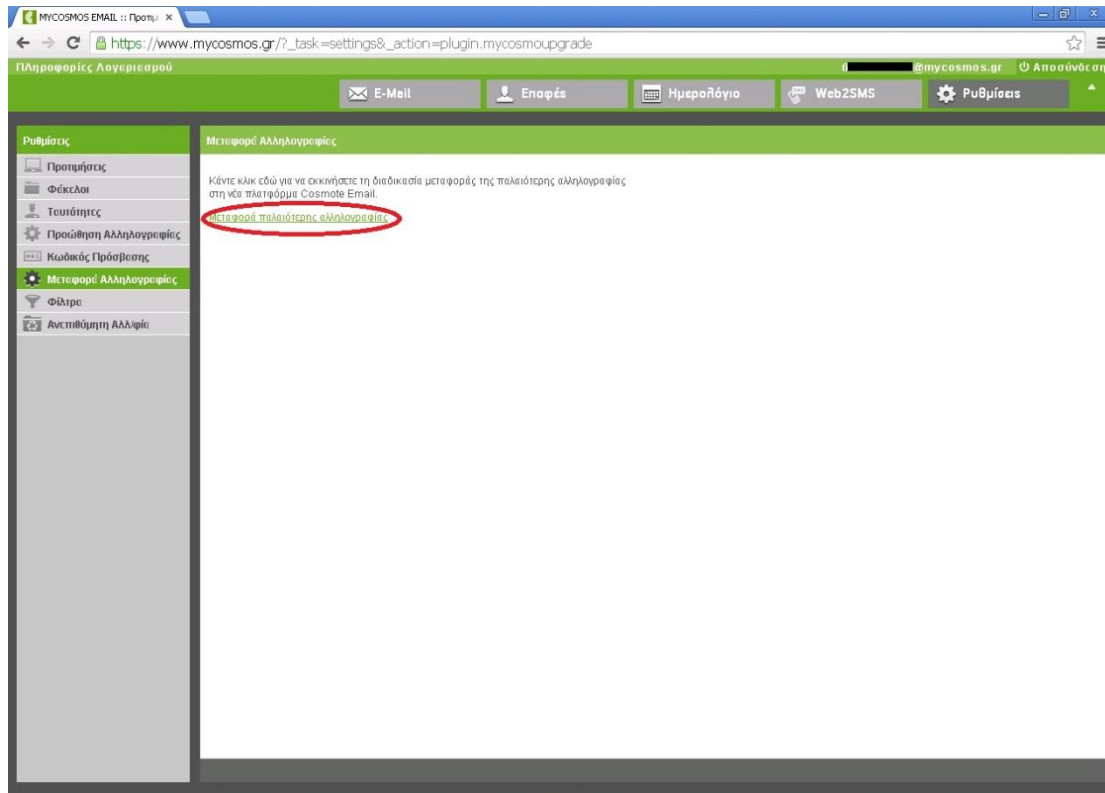 MYCOSMOS EMAIL :: Προτιμ
https://www.mycosmos.gr/?_task=settings&_action=plugin.mycosmoupgrade
Πληροφορίες Λογαριασμού
6 @mycosmos.gr Αποσύνδεση
E-Mail Επαφές Ημερολόγιο Web2SMS Ρυθμίσεις
Ρυθμίσεις
Προτιμήσεις
Φάκελοι
Ταυτότητες
Προώθηση Αλληλογραφίας
Κωδικός Πρόσβασης
Μεταφορά Αλληλογραφίας
Φίλτρα
Ανεπιθύμητη Αλλ/φία
Μεταφορά Αλληλογραφίας
Κάντε κλικ εδώ για να εκκινήσετε τη διαδικασία μεταφοράς της παλαιότερης αλληλογραφίας
στη νέα πλατφόρμα Cosmote Email.
Μεταφορά παλαιότερης αλληλογραφίας